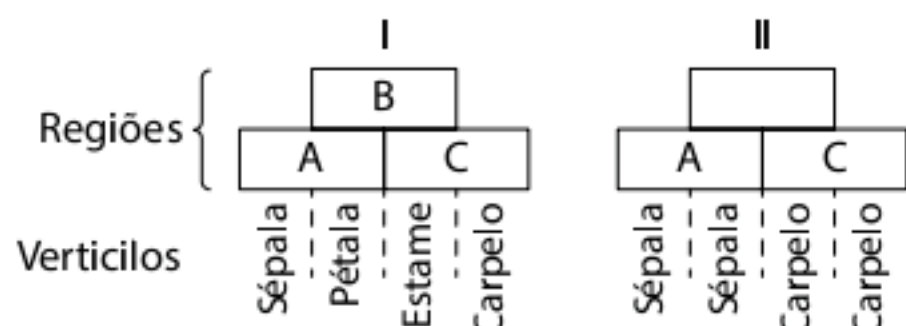 I II
B
Regiões
A C A C
Verticilos
Sépala Pétala Estame Carpelo Sépala Sépala Carpelo Carpelo